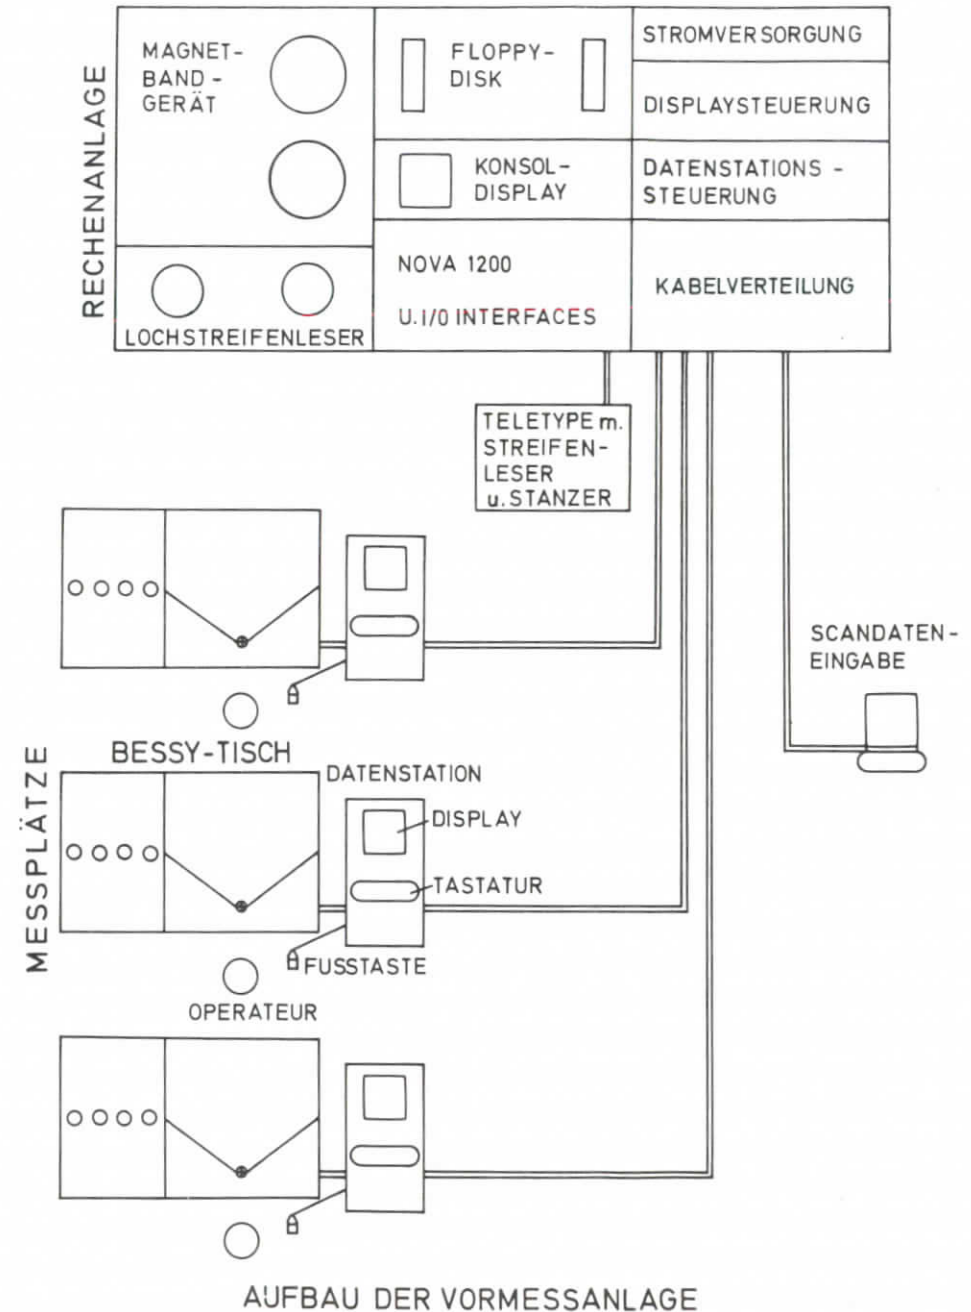 RECHENANLAGE
MAGNET-
BAND-
GERÄT
LOCHSTREIFENLESER
FLOPPY-
DISK
KONSOL-
DISPLAY
NOVA 1200
U. I/O INTERFACES
STROMVERSORGUNG
DISPLAYSTEUERUNG
DATENSTATIONS-
STEUERUNG
KABELVERTEILUNG
TELETYPE m.
STREIFEN-
LESER
u. STANZER
SCANDATEN-
EINGABE
MESSPLÄTZE
BESSY-TISCH
DATENSTATION
DISPLAY
TASTATUR
FUSSTASTE
OPERATEUR
AUFBAU DER VORMESSANLAGE